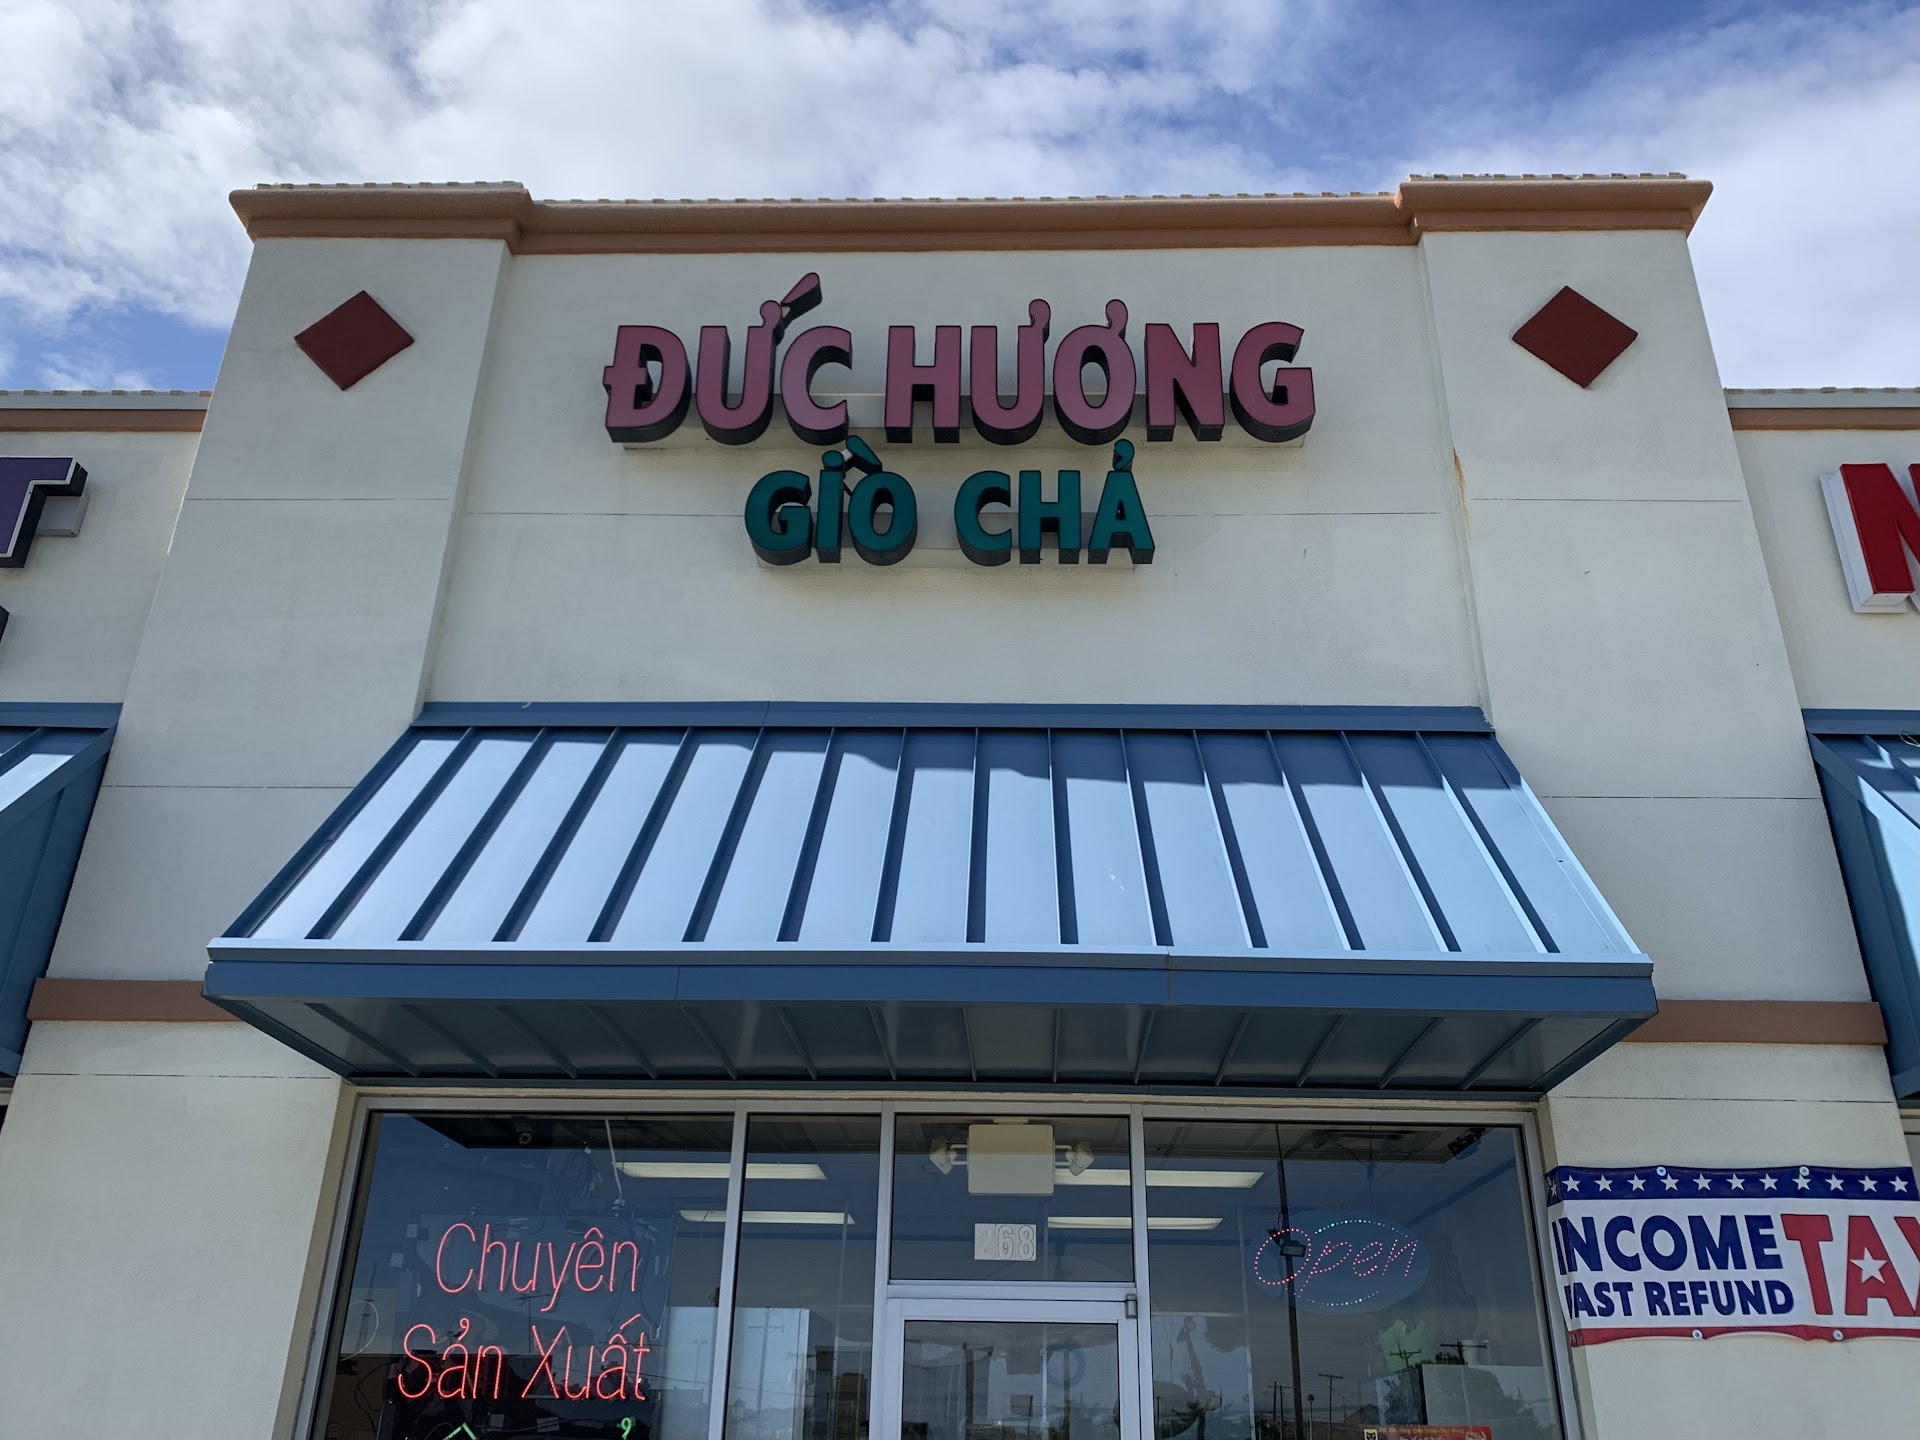 ĐỨC HƯƠNG
GIÒ CHẢ
Chuyên
Sản Xuất
268
Open
INCOME TAX
FAST REFUND